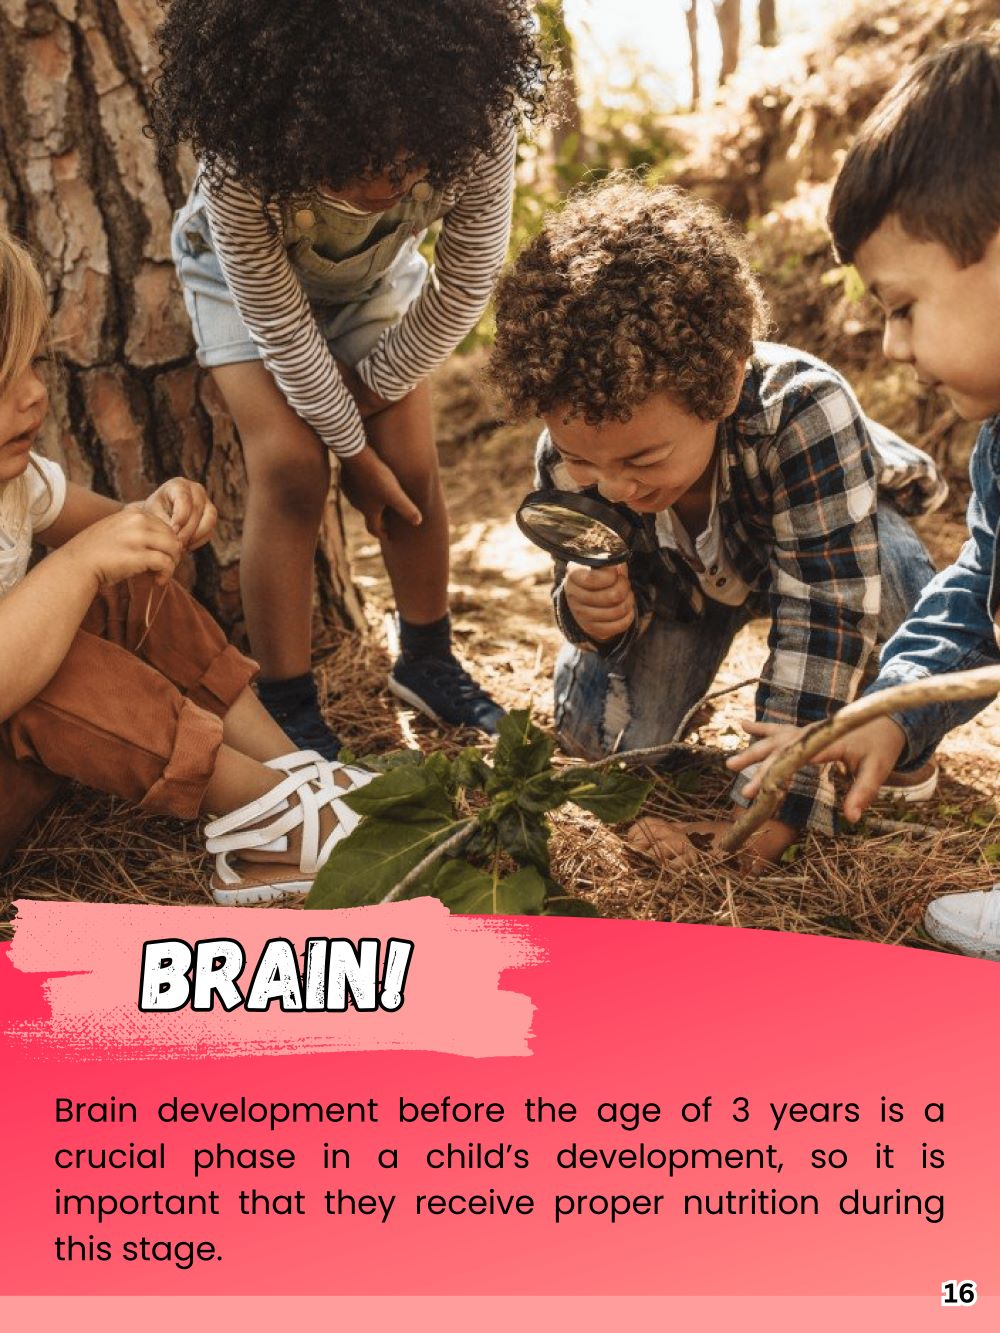 BRAIN!
Brain development before the age of 3 years is a
crucial phase in a child’s development, so it is
important that they receive proper nutrition during
this stage.
16